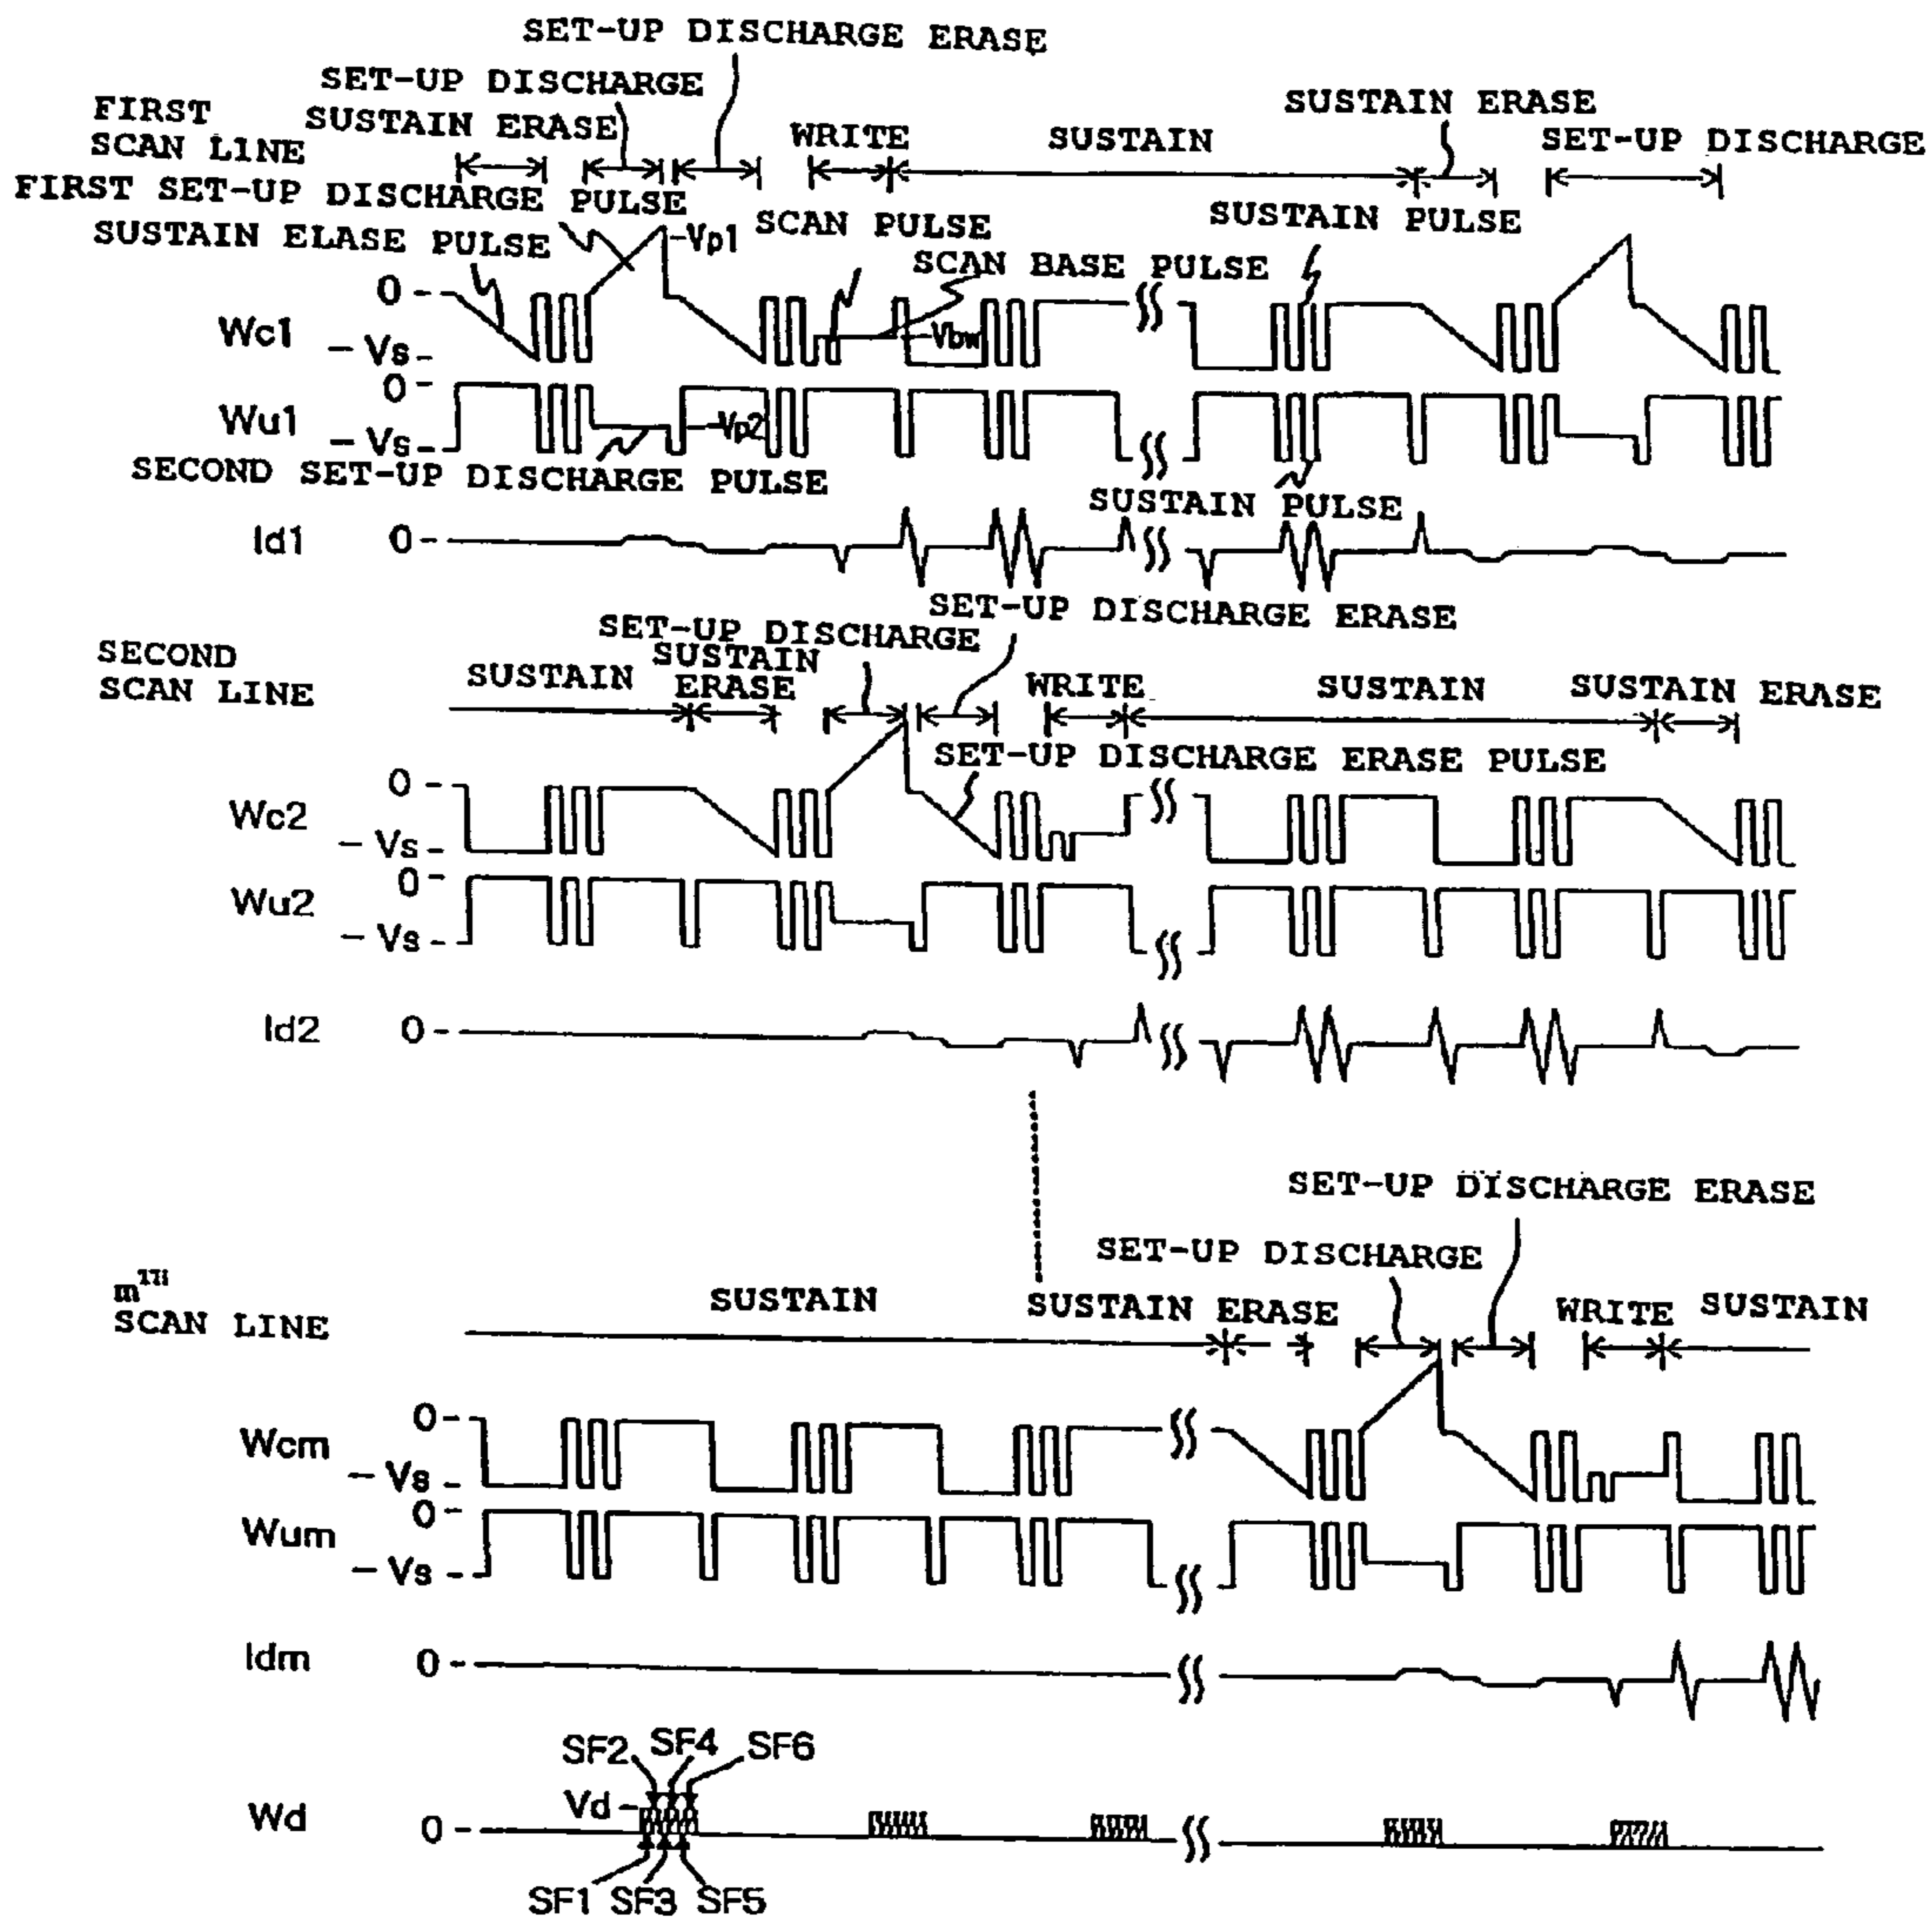 SET-UP DISCHARGE ERASE
SET-UP DISCHARGE
FIRST
SCAN L1NE
SUSTAIN ERASE
WRITE
SUSTAIN
SUSTAIN ERASE
SET-UP DISCHARGE
FIRST SET-UP DISCHARGE PULSE
SUSTAIN ELASE PULSE
Vp1
SCAN PULSE
SCAN BASE PULSE
SUSTAIN PULSE
Wc1
0
- Vs
-Vbw
Wu1
0
- Vs
-Vp2
SECOND SET-UP DISCHARGE PULSE
SUSTAIN PULSE
Id1
0
SET-UP DISCHARGE ERASE
SET-UP DISCHARGE
SECOND
SCAN LINE
SUSTAIN
SUSTAIN
ERASE
WRITE
SUSTAIN
SUSTAIN ERASE
SET-UP DISCHARGE ERASE PULSE
Wc2
0
- Vs
Wu2
0
- Vs
Id2
0
SET-UP DISCHARGE ERASE
SET-UP DISCHARGE
SCAN LINE
SUSTAIN
SUSTAIN ERASE
WRITE
SUSTAIN
Wcm
0
- Vs
Wum
0
- Vs
Idm
0
SF2 SF4 SF6
Vd
Wd
0
SF1 SF3 SF5